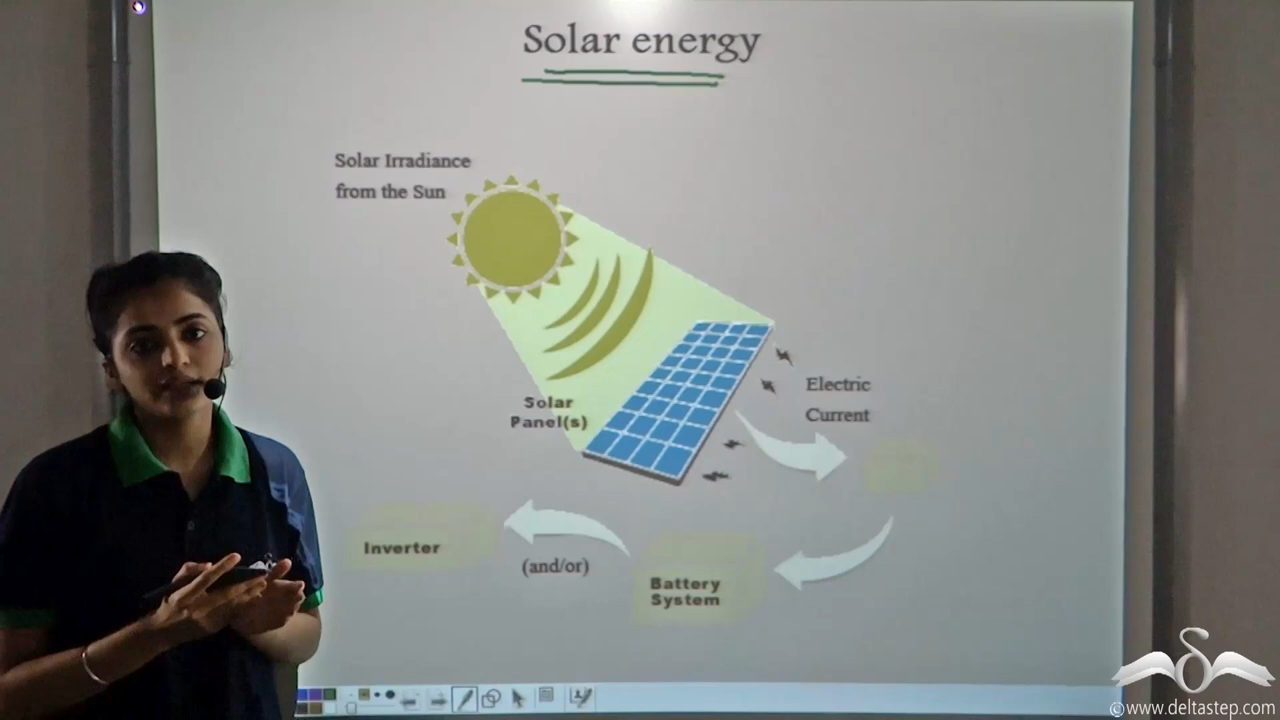 Solar energy
Solar Irradiance
from the Sun
Solar
Panel(s)
Electric
Current
Inverter
(and/or)
Battery
System
©www.deltastep.com